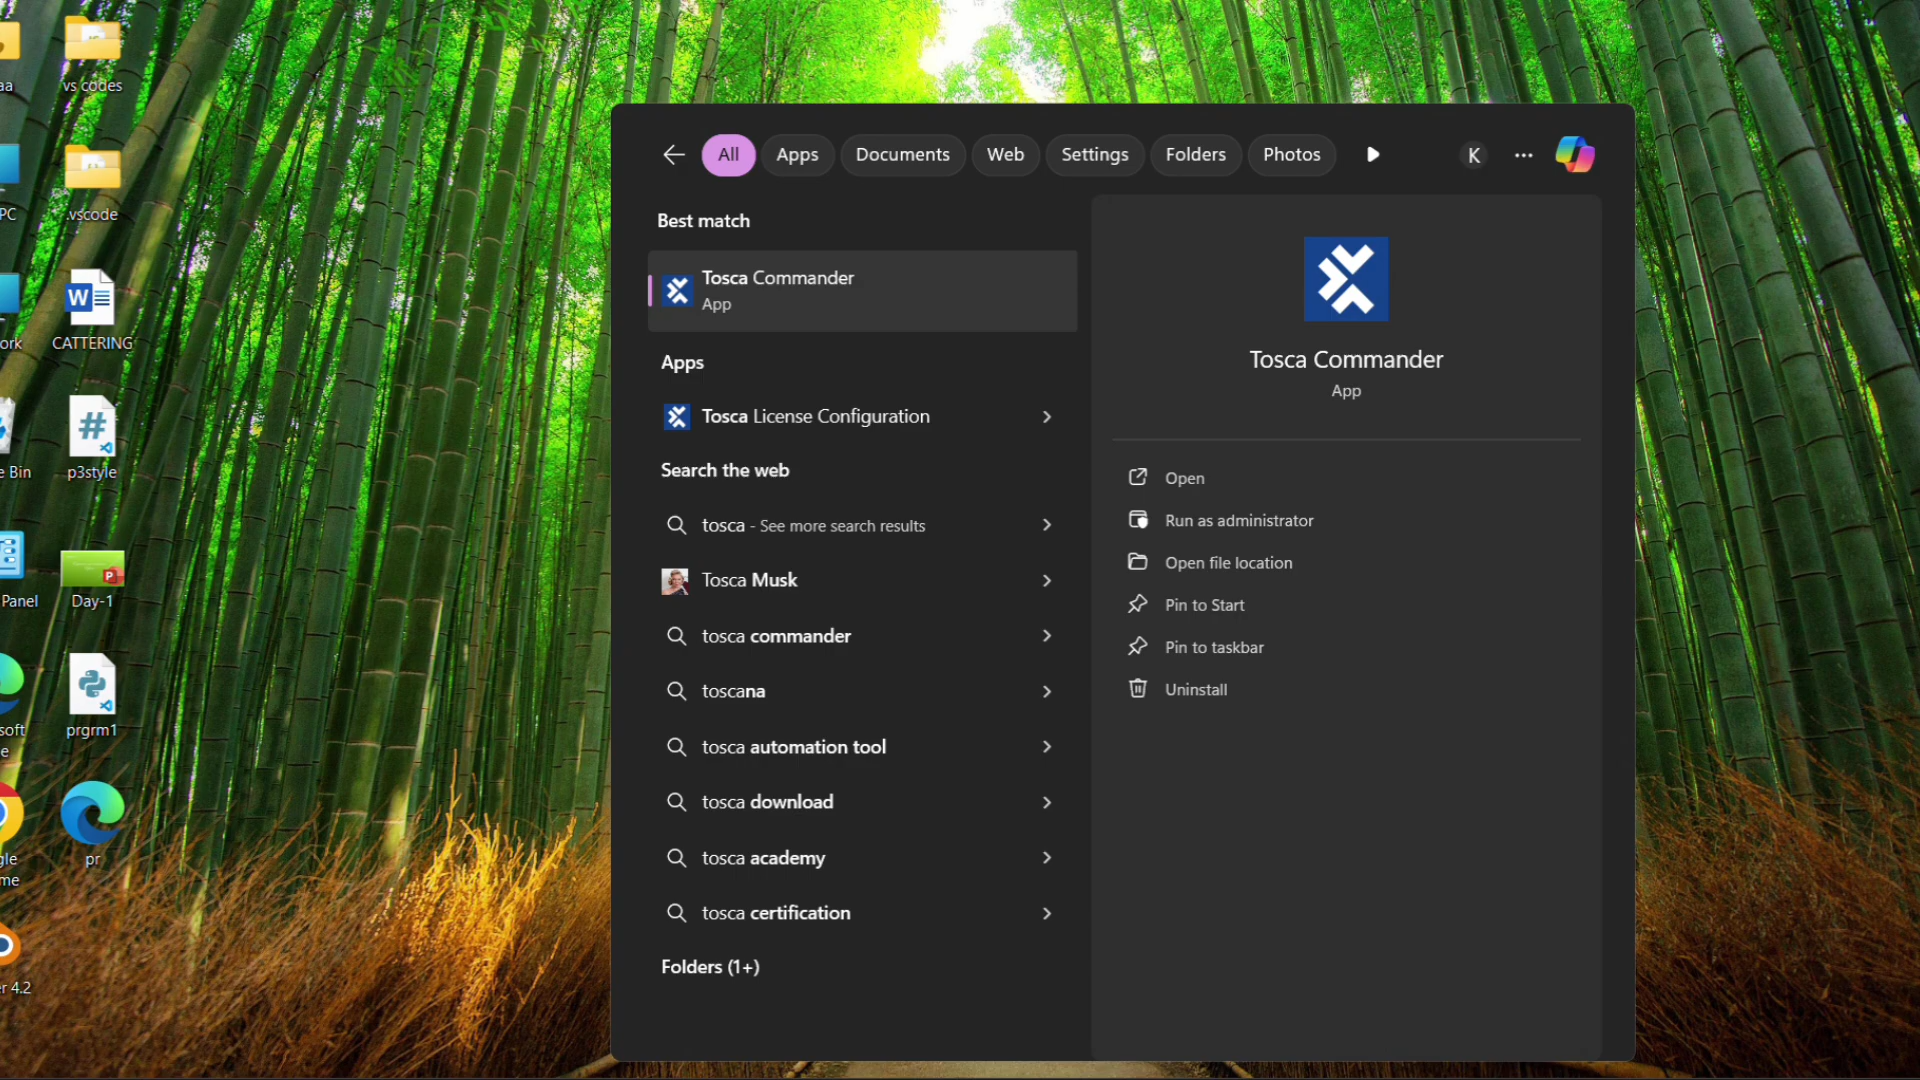 aa
vs codes
PC
.vscode
ork
CATTERING
e Bin
#
p3style
Panel
Day-1
soft
e
prgrm1
gle
me
pr
r 4.2
All
Apps
Documents
Web
Settings
Folders
Photos
K
Best match
Tosca Commander
App
Apps
Tosca License Configuration
Search the web
tosca - See more search results
Tosca Musk
tosca commander
toscana
tosca automation tool
tosca download
tosca academy
tosca certification
Folders (1+)
Tosca Commander
App
Open
Run as administrator
Open file location
Pin to Start
Pin to taskbar
Uninstall